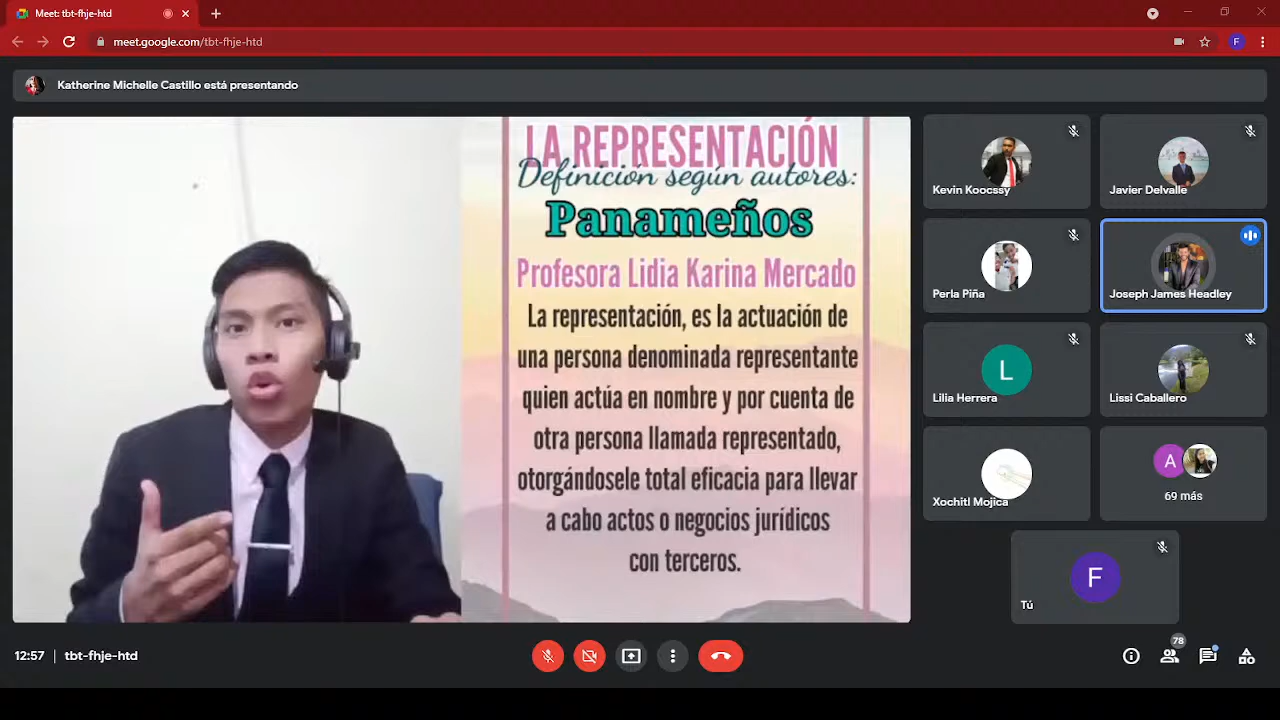 Meet: tbt-fhje-htd
meet.google.com/tbt-fhje-htd
F
Katherine Michelle Castillo está presentando
LA REPRESENTACIÓN
Definición según autores:
Panameños
Profesora Lidia Karina Mercado
La representación, es la actuación de
una persona denominada representante
quien actúa en nombre y por cuenta de
otra persona llamada representado,
otorgándosele total eficacia para llevar
a cabo actos o negocios jurídicos
con terceros.
Kevin Koocssy
Javier Delvalle
Perla Piña
Joseph James Headley
L
Lilia Herrera
Lissi Caballero
Xochitl Mojica
A
69 más
F
Tú
12:57 | tbt-fhje-htd
78